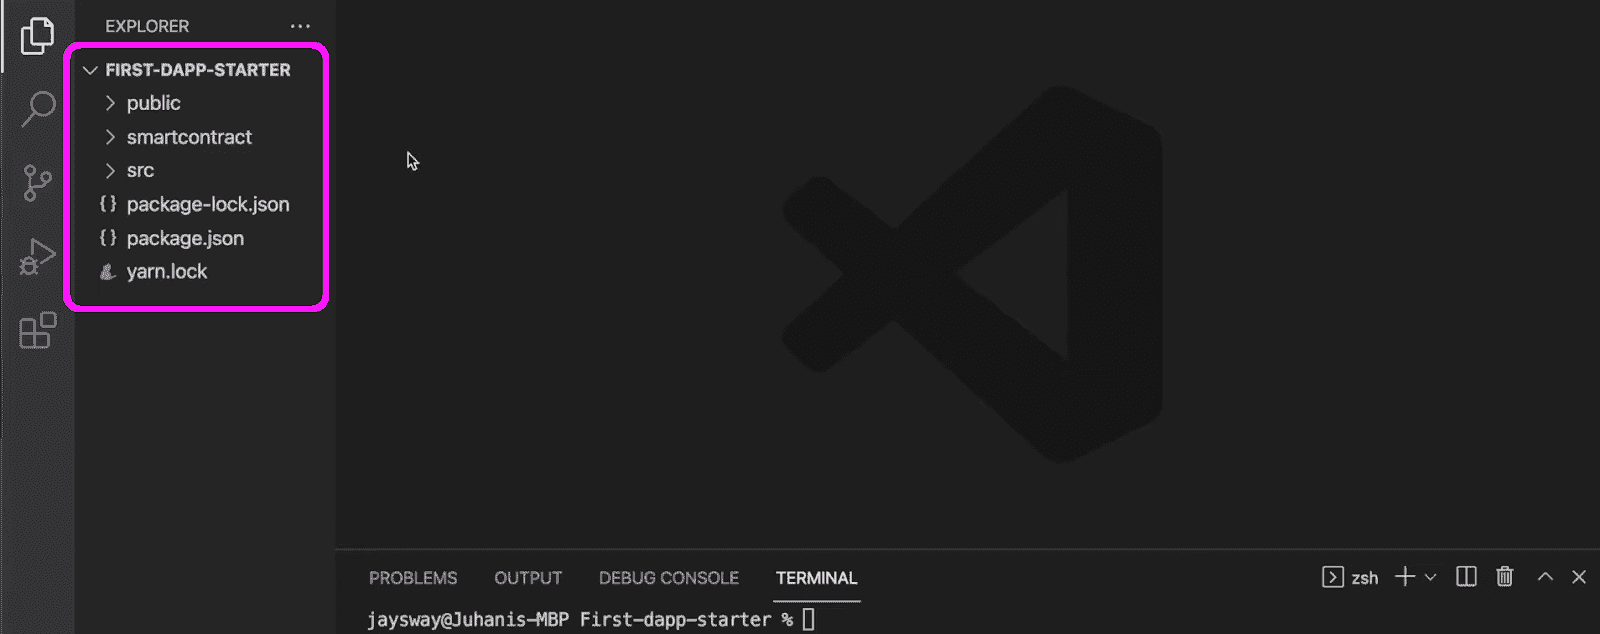 EXPLORER ...
FIRST-DAPP-STARTER
public
smartcontract
src
{} package-lock.json
{} package.json
yarn.lock
PROBLEMS OUTPUT DEBUG CONSOLE TERMINAL
zsh
jaysway@Juhanis-MBP First-dapp-starter %